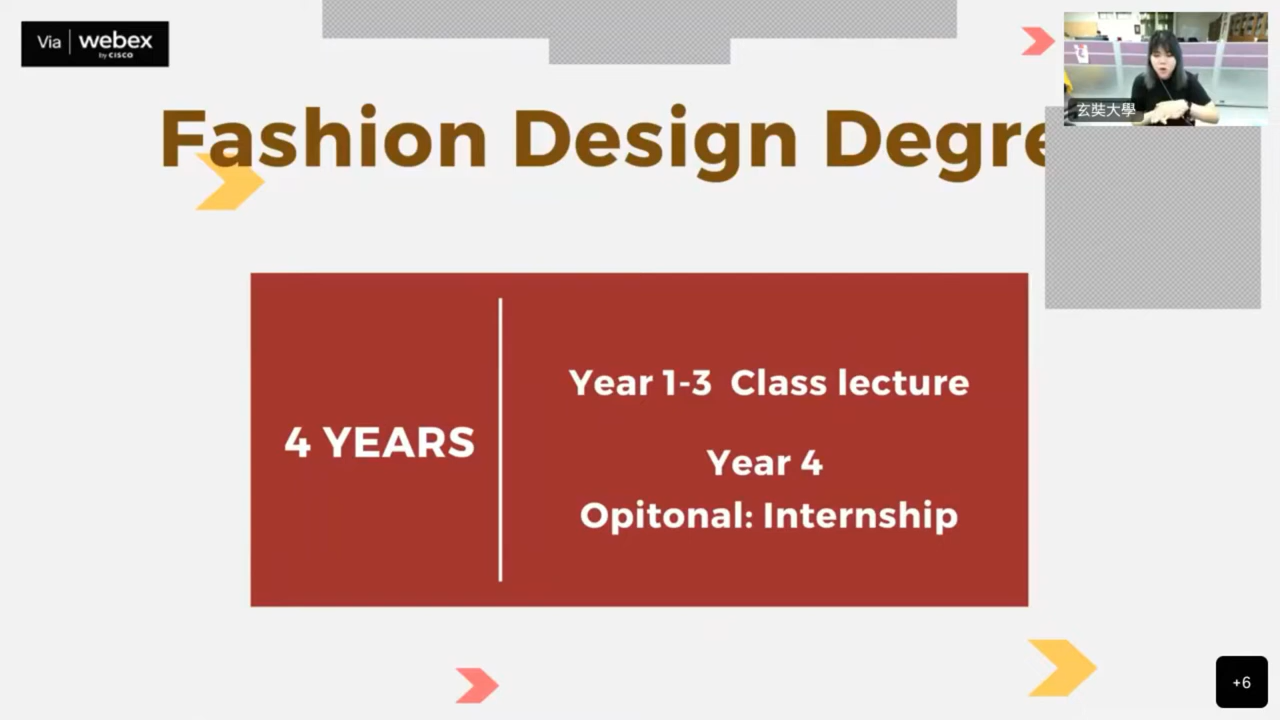 Via webex
by CISCO
玄奘大學
Fashion Design Degre
4 YEARS
Year 1-3 Class lecture
Year 4
Opitonal: Internship
+6